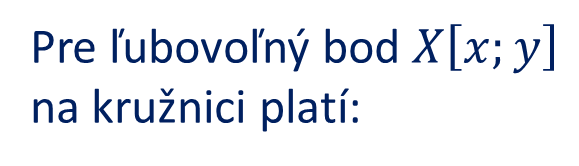 Pre ľubovoľný bod X[x; y]
na kružnici platí: